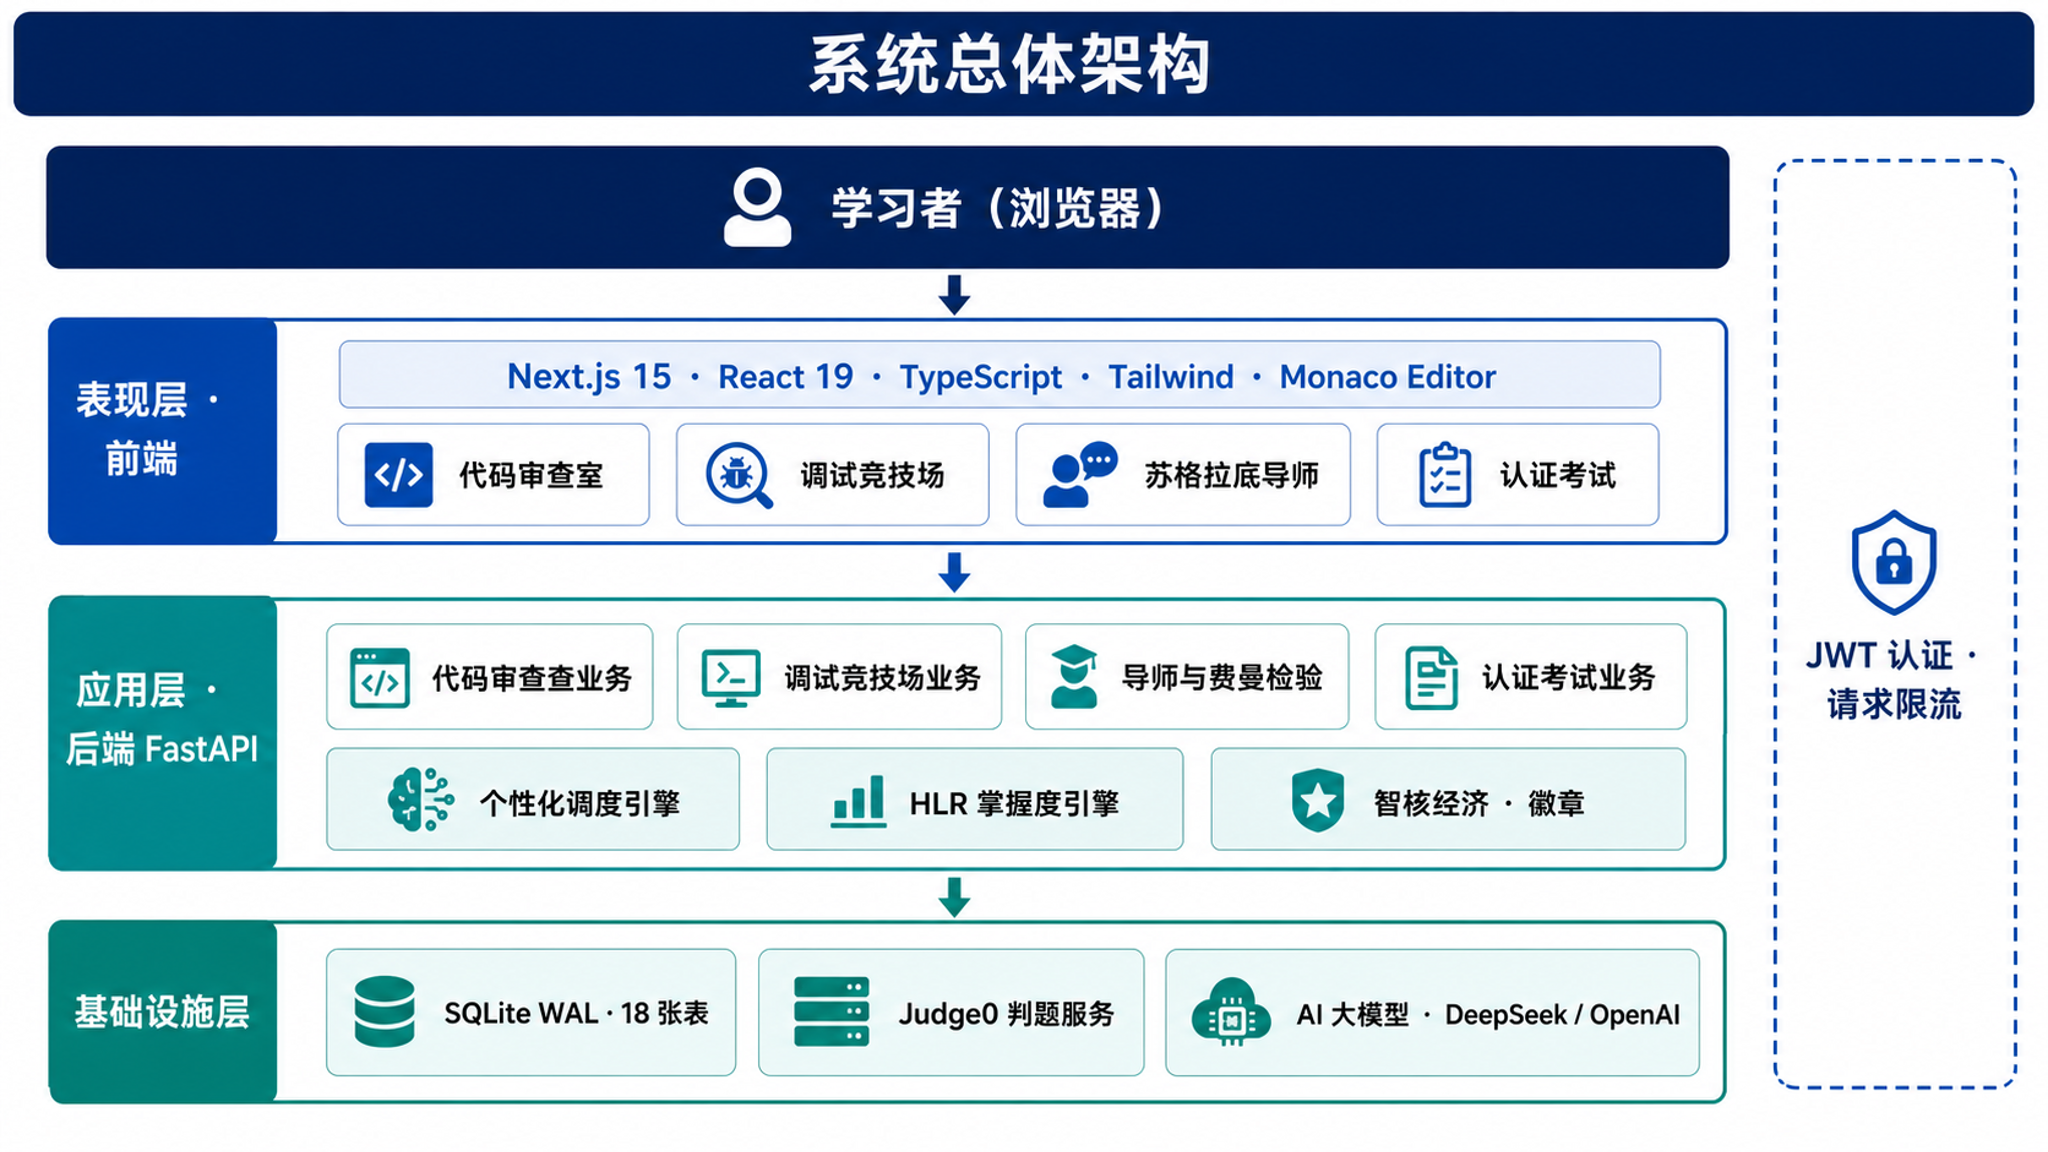 系统总体架构
学习者（浏览器）
表现层 ·
前端
Next.js 15 · React 19 · TypeScript · Tailwind · Monaco Editor
代码审查室
调试竞技场
苏格拉底导师
认证考试
应用层 ·
后端 FastAPI
代码审查查业务
调试竞技场业务
导师与费曼检验
认证考试业务
个性化调度引擎
HLR 掌握度引擎
智核经济 · 徽章
基础设施层
SQLite WAL · 18 张表
Judge0 判题服务
AI 大模型 · DeepSeek / OpenAI
JWT 认证 ·
请求限流